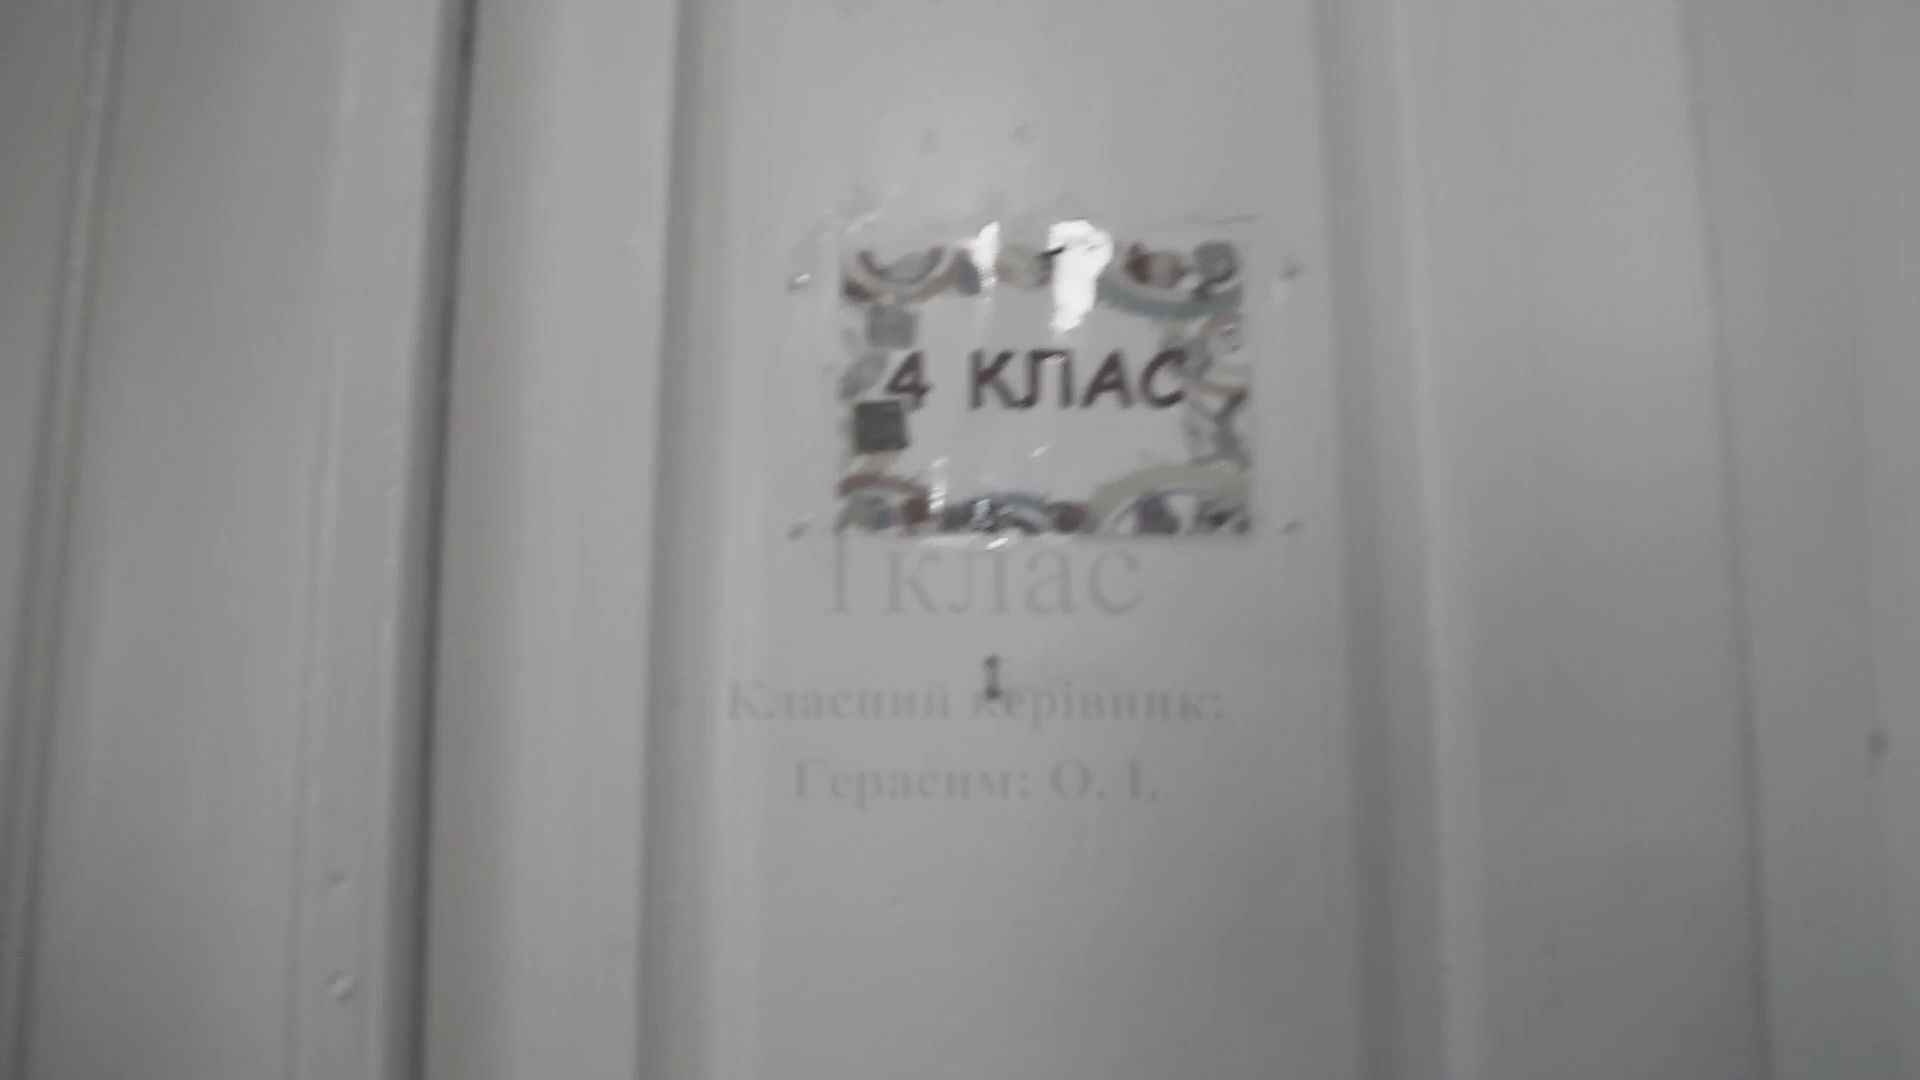 4 КЛАС
1 клас
1
Класний керівник:
Герасим: О. І.